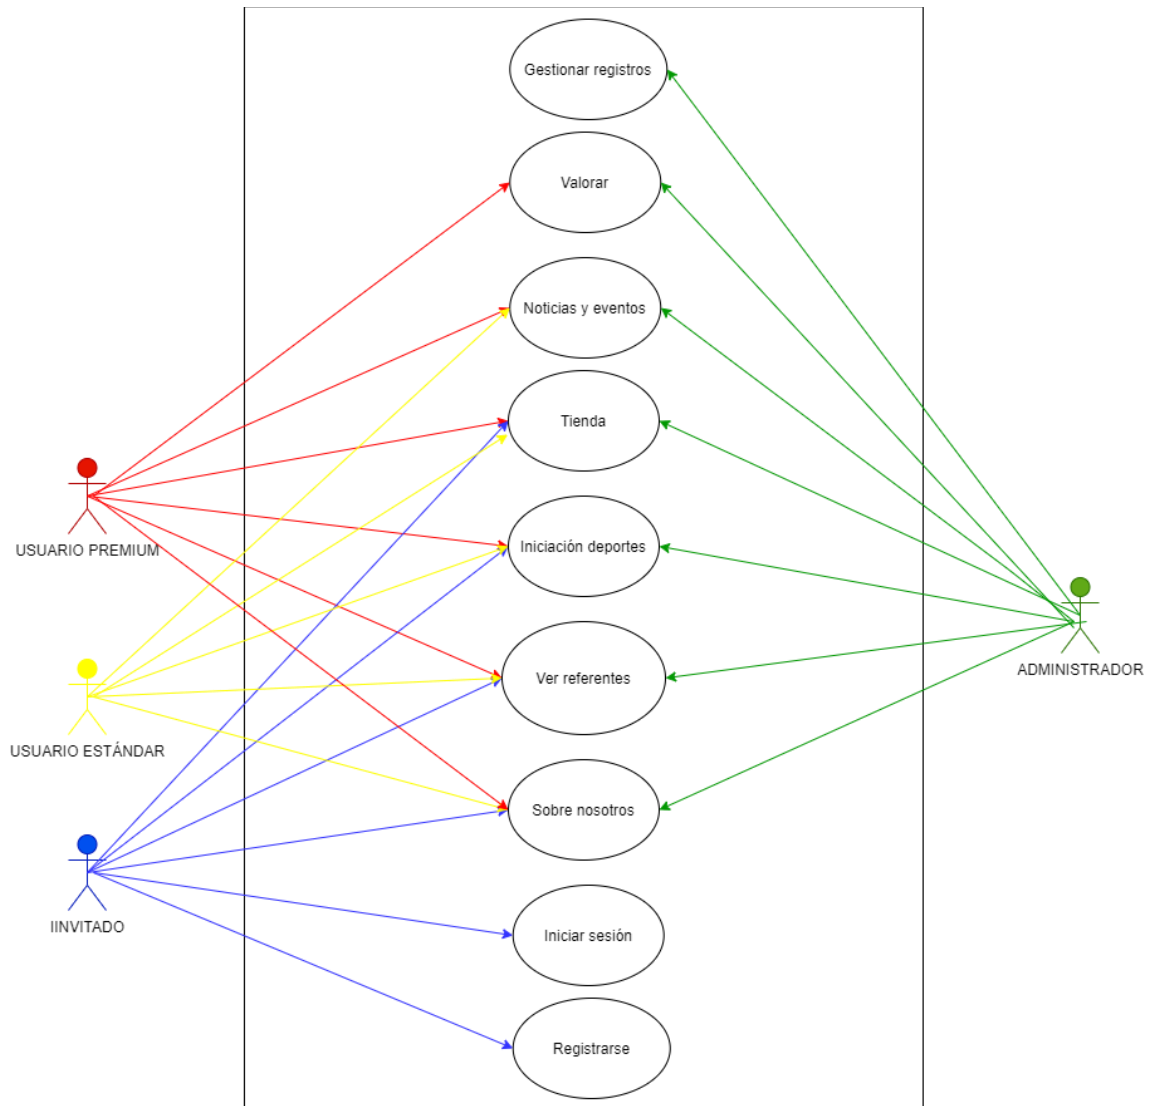 Gestionar registros
Valorar
Noticias y eventos
Tienda
USUARIO PREMIUM
Iniciación deportes
Ver referentes
ADMINISTRADOR
USUARIO ESTÁNDAR
Sobre nosotros
IINVITADO
Iniciar sesión
Registrarse